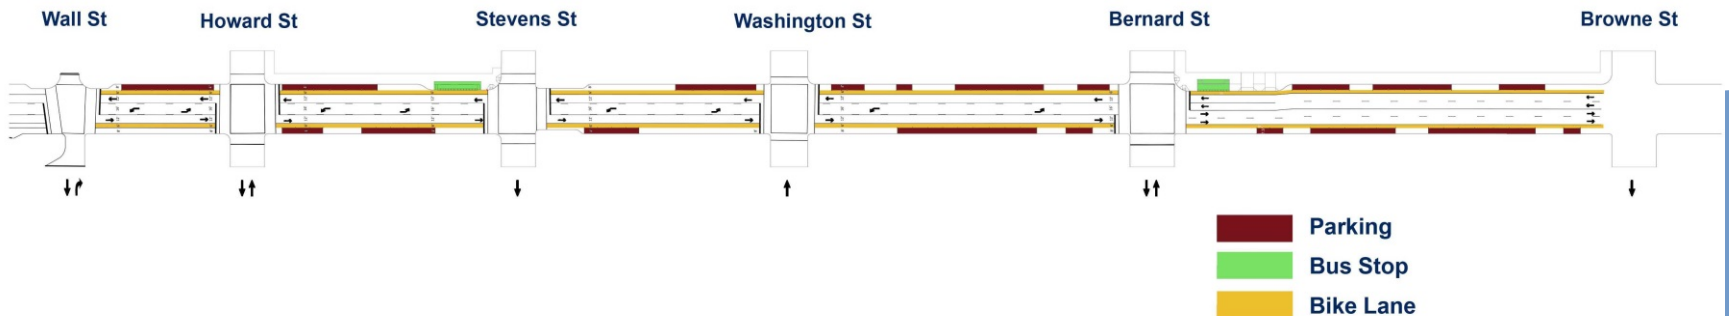 Wall St
Howard St
Stevens St
Washington St
Bernard St
Browne St
Parking
Bus Stop
Bike Lane